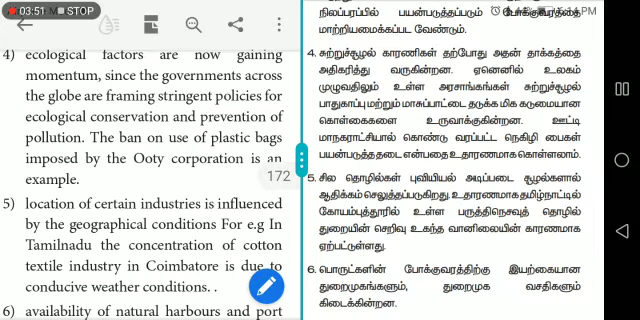 03:51 STOP
4) ecological factors are now gaining
momentum, since the governments across
the globe are framing stringent policies for
ecological conservation and prevention of
pollution. The ban on use of plastic bags
imposed by the Ooty corporation is an
example.
172
5) location of certain industries is influenced
by the geographical conditions For e.g In
Tamilnadu the concentration of cotton
textile industry in Coimbatore is due to
conducive weather conditions. .
6) availability of natural harbours and port
நிலப்பரப்பில் பயன்படுத்தப்படும் போக்குவரத்தை
மாற்றியமைக்கப்பட வேண்டும்.
4. சுற்றுச்சூழல் காரணிகள் தற்போது அதன் தாக்கத்தை
அதிகரித்து வருகின்றன. ஏனெனில் உலகம்
முழுவதிலும் உள்ள அரசாங்கங்கள் சுற்றுச்சூழல்
பாதுகாப்பு மற்றும் மாசுப்பாட்டை தடுக்க மிக கடுமையான
கொள்கைகளை உருவாக்குகின்றன. ஊட்டி
மாநகராட்சியால் கொண்டு வரப்பட்ட நெகிழி பைகள்
பயன்படுத்த தடை என்பதை உதாரணமாக கொள்ளலாம்.
5. சில தொழில்கள் புவியியல் அடிப்படை சூழல்களால்
ஆதிக்கம் செலுத்தப்படுகிறது. உதாரணமாக தமிழ்நாட்டில்
கோயம்புத்தூரில் உள்ள பருத்திநெசவுத் தொழில்
துறையின் செறிவு உகந்த வானிலையின் காரணமாக
ஏற்பட்டுள்ளது.
6. பொருட்களின் போக்குவரத்திற்கு இயற்கையான
துறைமுகங்களும், துறைமுக வசதிகளும்
கிடைக்கின்றன.